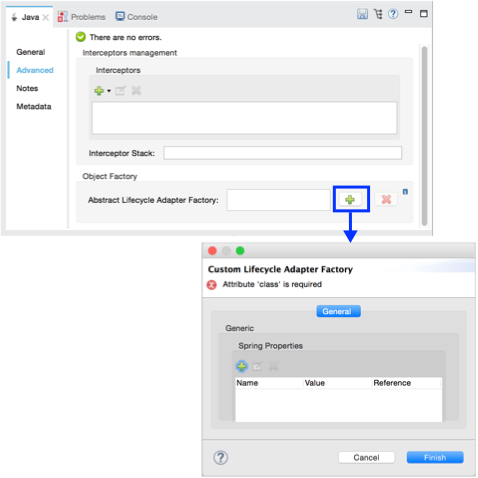 Java Problems Console
There are no errors.
General
Interceptors management
Advanced
Interceptors
Notes
Metadata
Interceptor Stack:
Object Factory
Abstract Lifecycle Adapter Factory:
Custom Lifecycle Adapter Factory
Attribute 'class' is required
General
Generic
Spring Properties
Name Value Reference
Cancel Finish